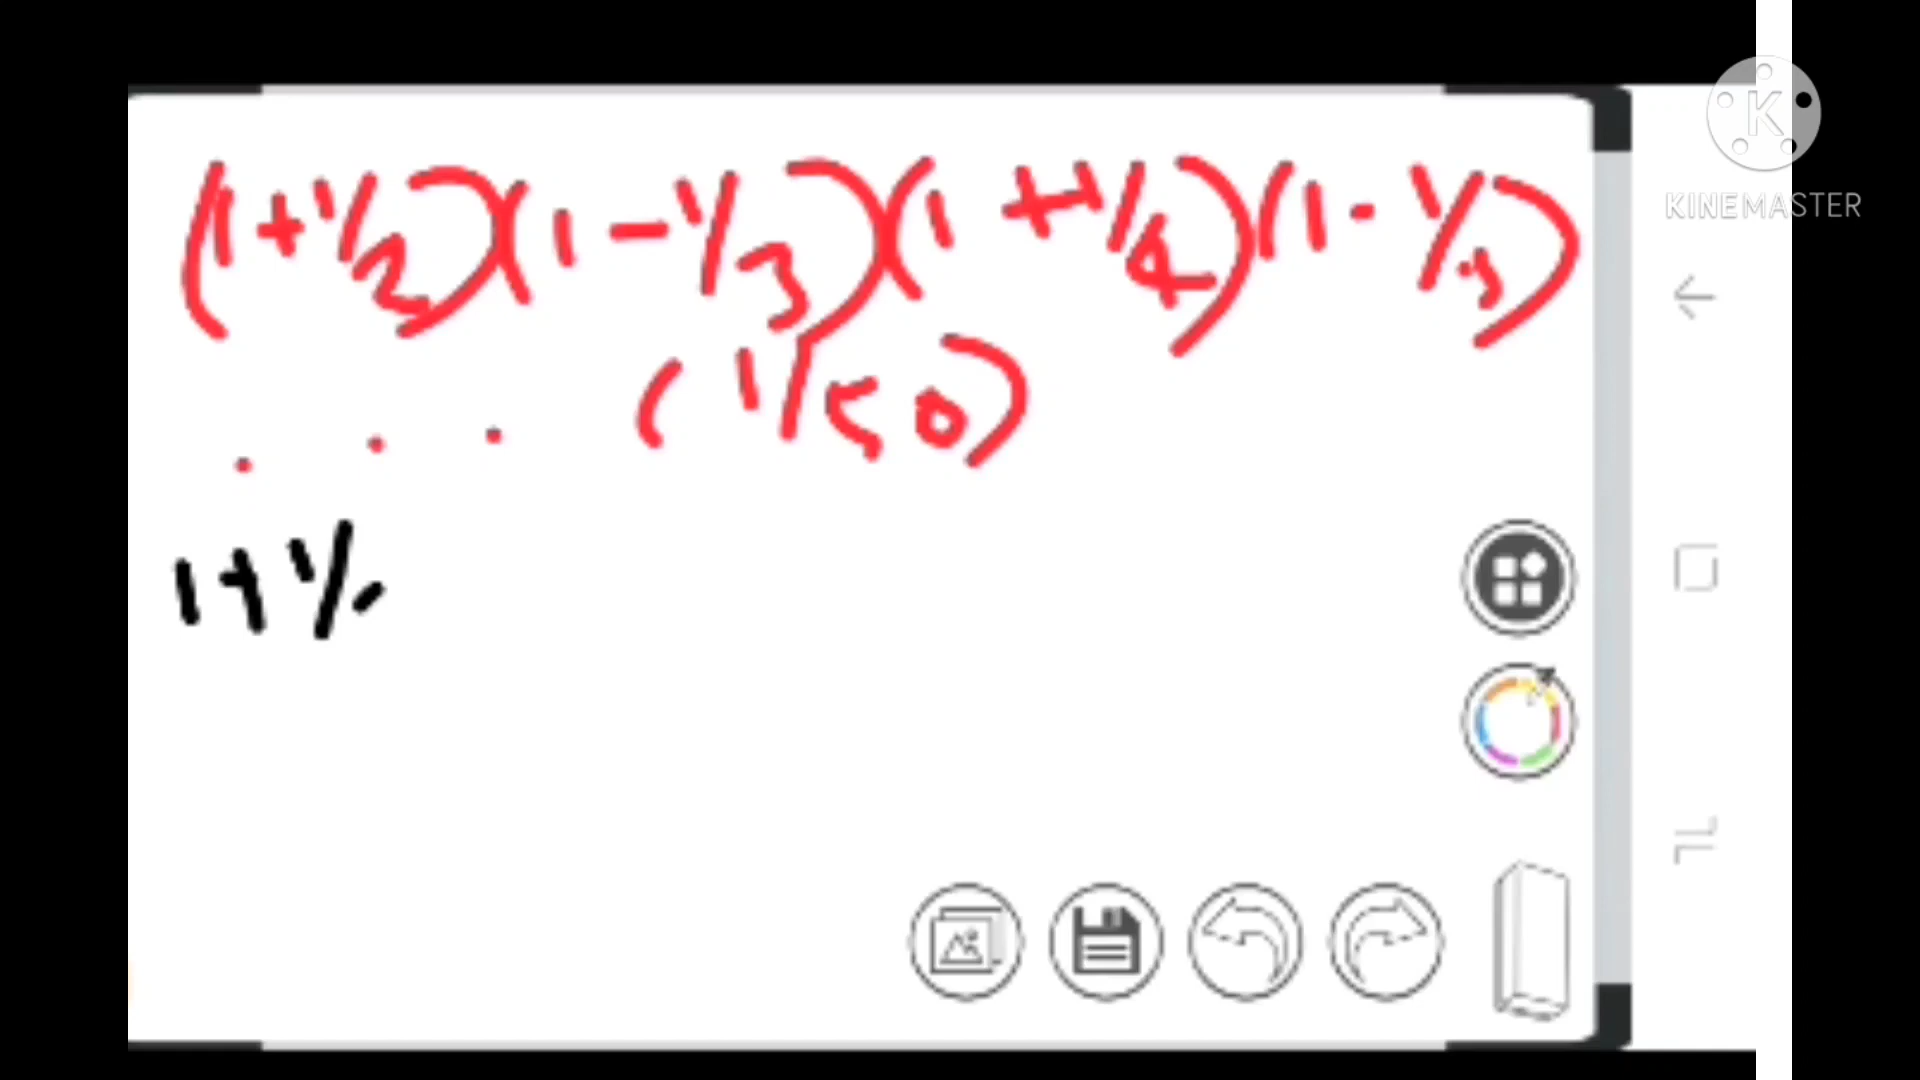 (1+1/2)(1-1/3)(1+1/4)(1-1/5)
. . . (1/50)
1+1/
K
KINEMASTER